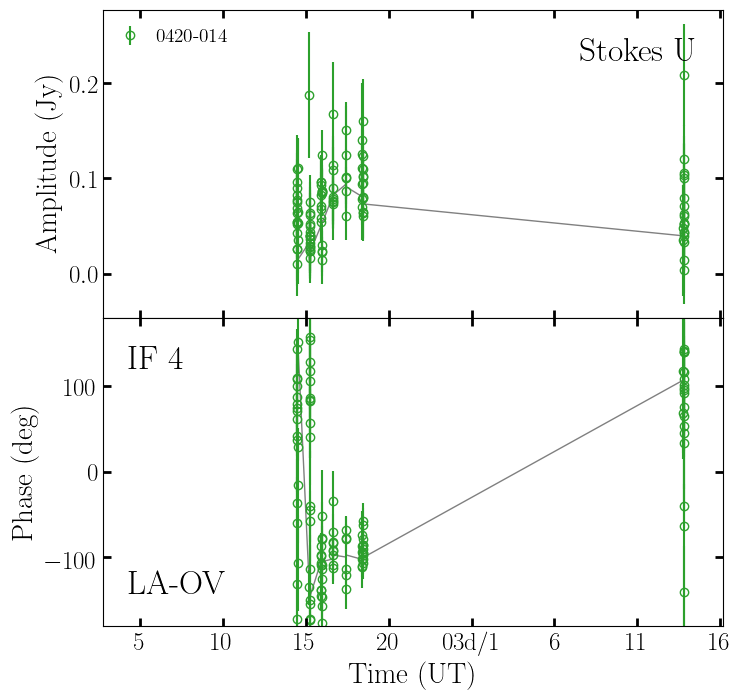 0420-014
Stokes U
Amplitude (Jy)
0.2
0.1
0.0
IF 4
LA-OV
Phase (deg)
100
0
−100
5 10 15 20 03d/1 6 11 16
Time (UT)